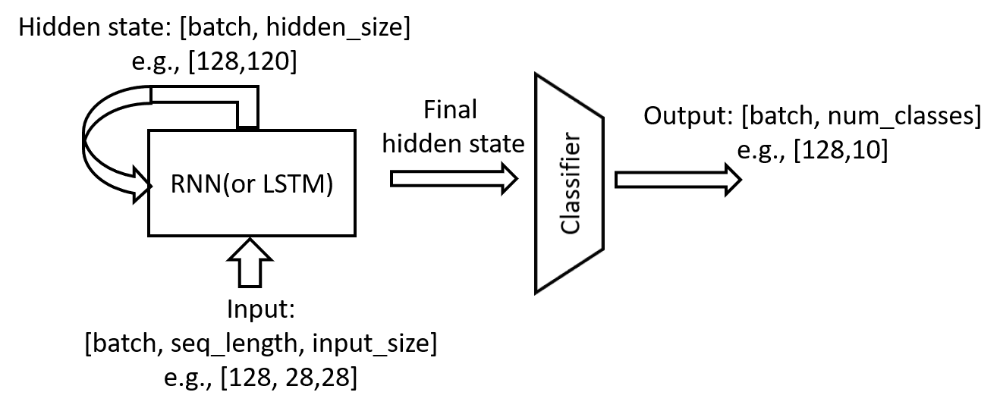 Hidden state: [batch, hidden_size]
e.g., [128,120]
RNN(or LSTM)
Input:
[batch, seq_length, input_size]
e.g., [128, 28,28]
Final
hidden state
Classifier
Output: [batch, num_classes]
e.g., [128,10]